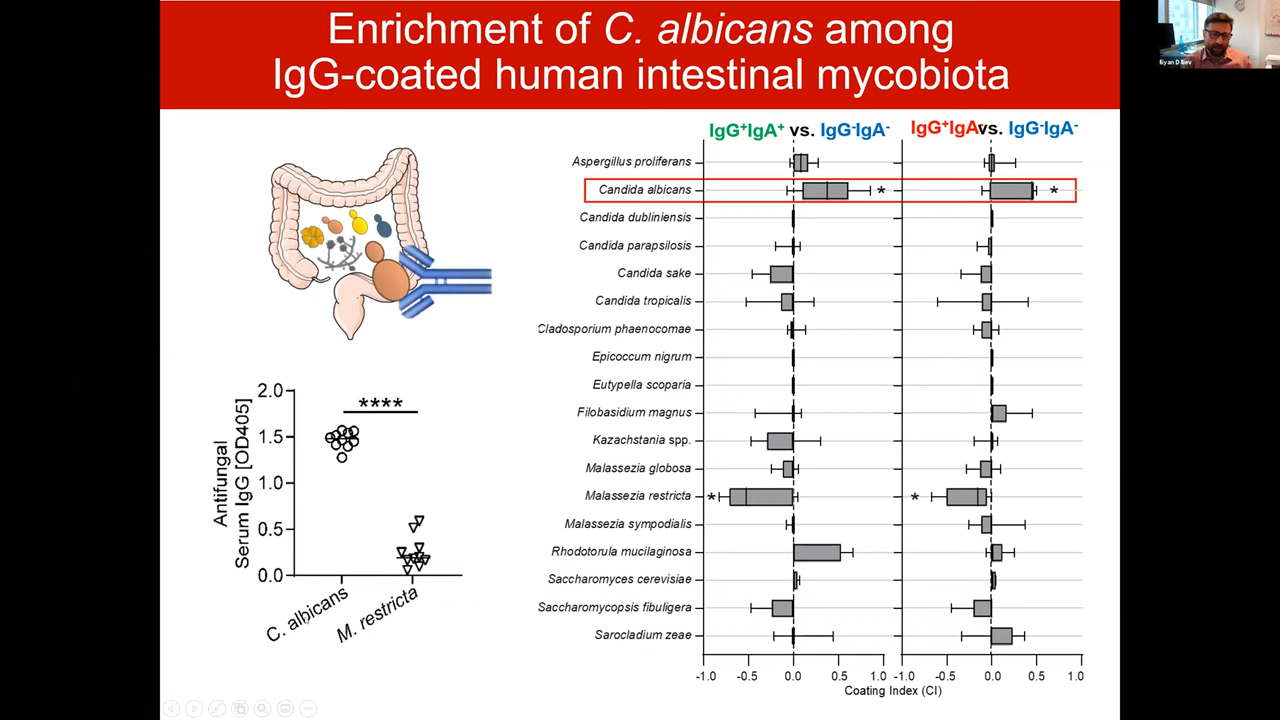 Enrichment of C. albicans among
IgG-coated human intestinal mycobiota
IgG+IgA+ vs. IgG-IgA-
IgG+IgA vs. IgG-IgA-
Aspergillus proliferans
Candida albicans
*
*
Candida dubliniensis
Candida parapsilosis
Candida sake
Candida tropicalis
Cladosporium phaenocomae
Epicoccum nigrum
Eutypella scoparia
Filobasidium magnus
Kazachstania spp.
Malassezia globosa
Malassezia restricta
*
*
Malassezia sympodialis
Rhodotorula mucilaginosa
Saccharomyces cerevisiae
Saccharomycopsis fibuligera
Sarocladium zeae
-1.0 -0.5 0.0 0.5 1.0
-1.0 -0.5 0.0 0.5 1.0
Coating Index (CI)
Antifungal
Serum IgG [OD405]
2.0
1.5
1.0
0.5
0.0
****
C. albicans
M. restricta
Iliyan D Iliev